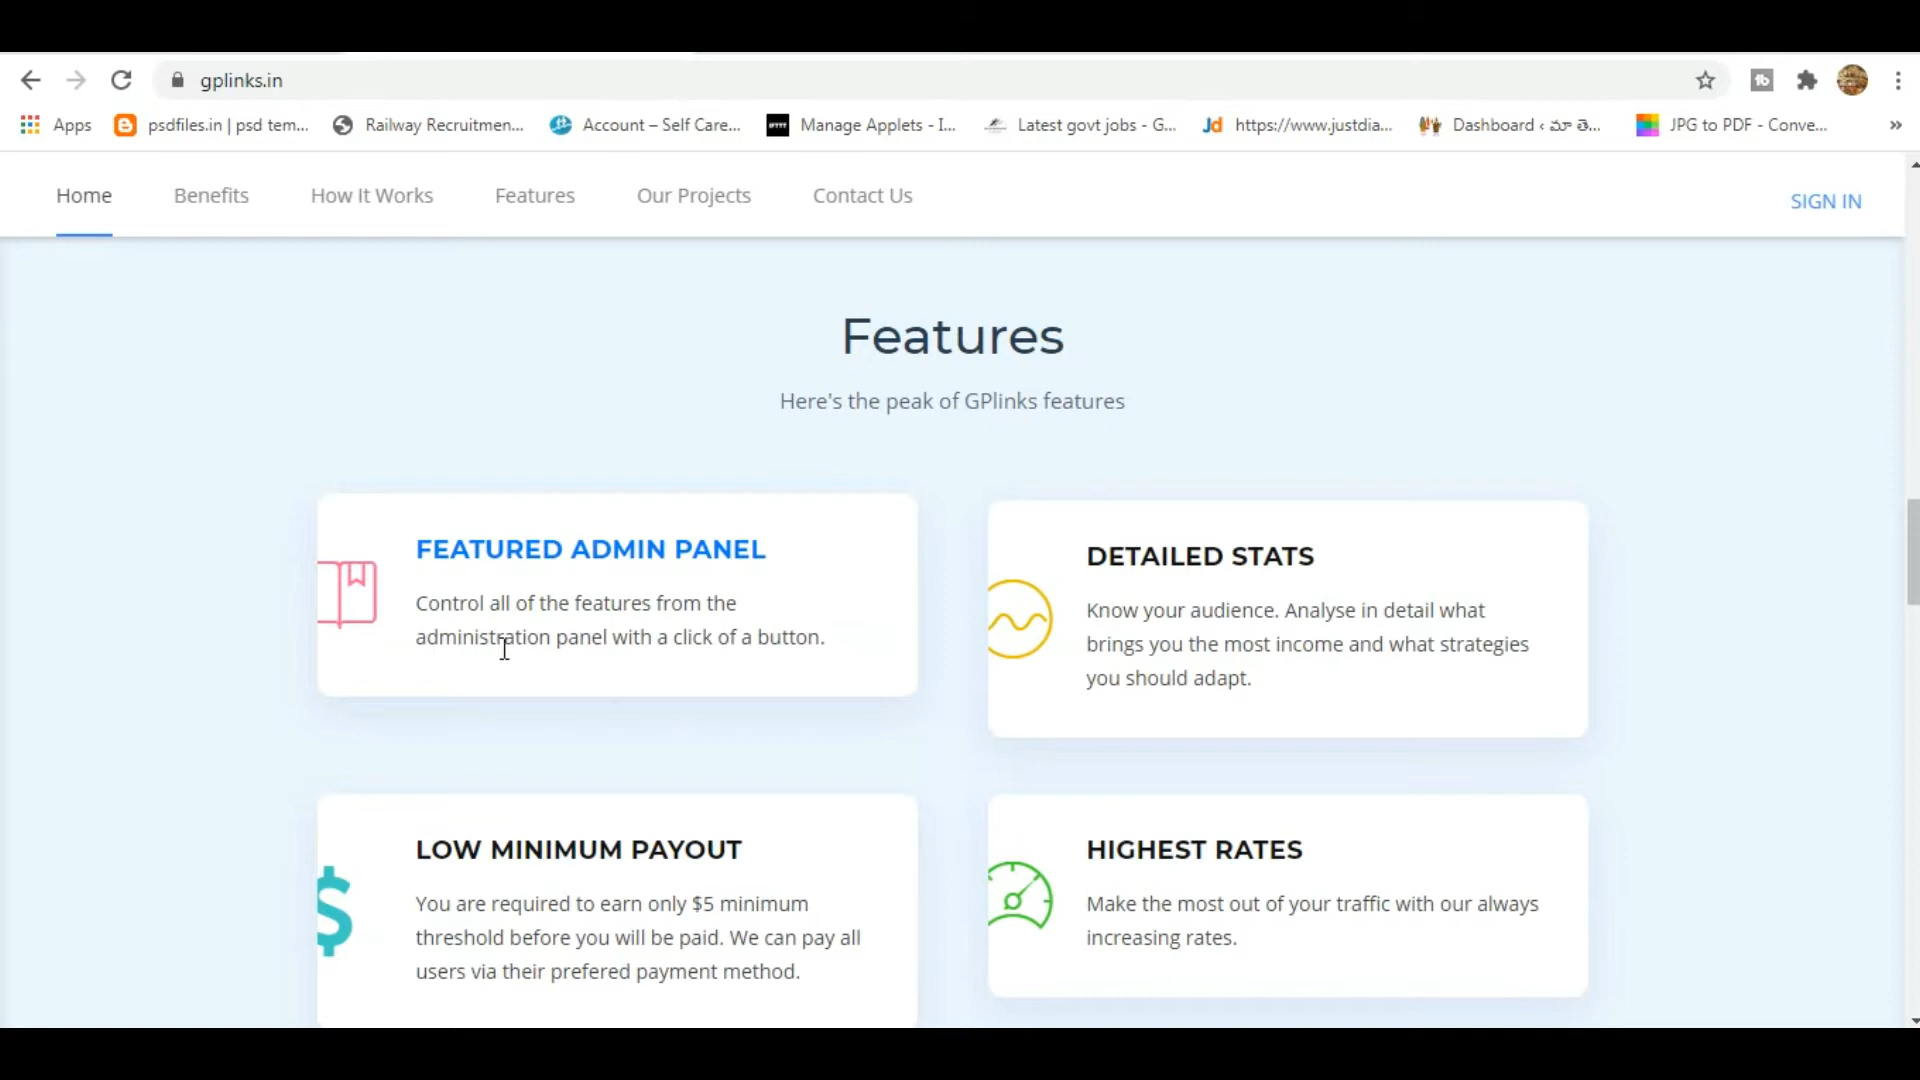 gplinks.in
Apps
psdfiles.in | psd tem...
Railway Recruitmen...
Account – Self Care...
IFTTT
Manage Applets - I...
Latest govt jobs - G...
Jd
https://www.justdia...
Dashboard ‹ మా తె...
JPG to PDF - Conve...
»
Home
Benefits
How It Works
Features
Our Projects
Contact Us
SIGN IN
Features
Here's the peak of GPlinks features
FEATURED ADMIN PANEL
Control all of the features from the
administration panel with a click of a button.
DETAILED STATS
Know your audience. Analyse in detail what
brings you the most income and what strategies
you should adapt.
$
LOW MINIMUM PAYOUT
You are required to earn only $5 minimum
threshold before you will be paid. We can pay all
users via their prefered payment method.
HIGHEST RATES
Make the most out of your traffic with our always
increasing rates.